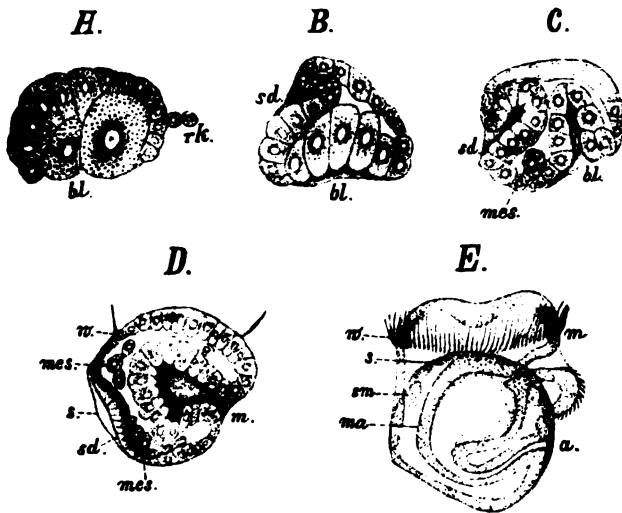 H. B. C.
rk.
bl.
sd.
bl.
sd.
bl.
mes.
D. E.
w.
mes.
s.
sd.
mes.
m.
w.
s.
sm
ma
m
a.